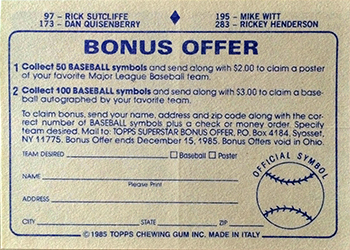 97 – RICK SUTCLIFFE 195 – MIKE WITT
173 – DAN QUISENBERRY 283 – RICKEY HENDERSON
BONUS OFFER
1 Collect 50 BASEBALL symbols and send along with $2.00 to claim a poster
of your favorite Major League Baseball team.
2 Collect 100 BASEBALL symbols and send along with $3.00 to claim a base-
ball autographed by your favorite team.
To claim bonus, send your name, address and zip code along with the cor-
rect number of BASEBALL symbols plus a check or money order. Specify
team desired. Mail to: TOPPS SUPERSTAR BONUS OFFER, P.O. Box 4184, Syosset,
NY 11775. Bonus Offer ends December 15, 1985. Bonus Offers void in Ohio.
TEAM DESIRED Baseball Poster
NAME
Please Print
ADDRESS
CITY STATE ZIP
OFFICIAL SYMBOL
©1985 TOPPS CHEWING GUM INC. MADE IN ITALY